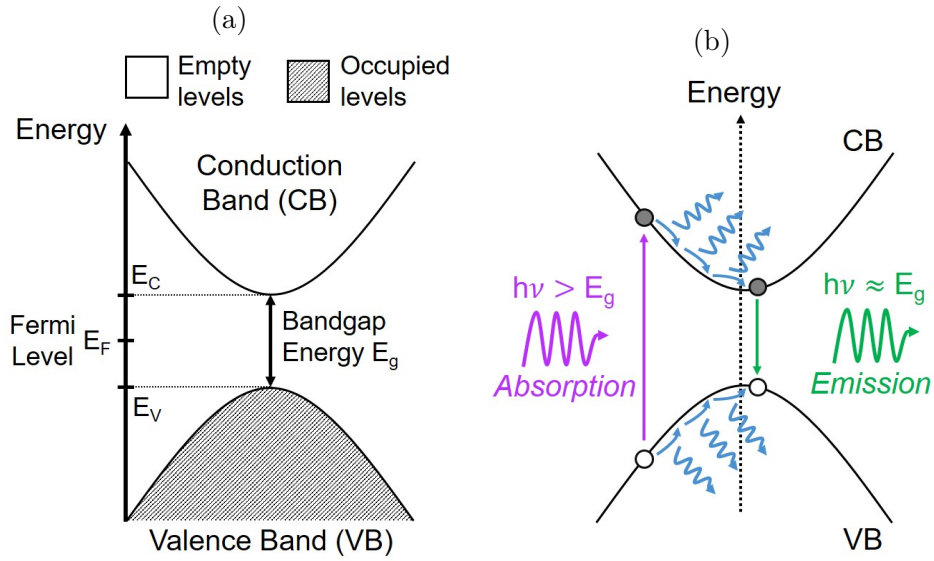 (a)
Empty
levels
Occupied
levels
Energy
Conduction
Band (CB)
E_C
Fermi
Level
E_F
Bandgap
Energy E_g
E_V
Valence Band (VB)
(b)
Energy
CB
hν > E_g
Absorption
hν ≈ E_g
Emission
VB